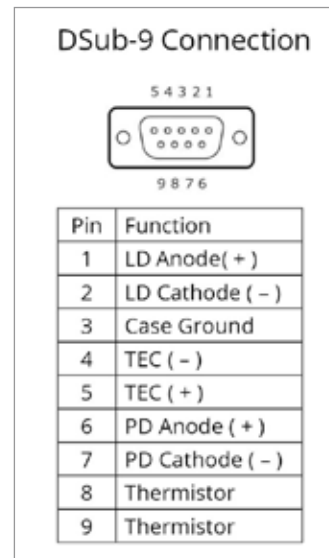 DSub-9 Connection
5 4 3 2 1
9 8 7 6
Pin Function
1 LD Anode( + )
2 LD Cathode ( – )
3 Case Ground
4 TEC ( – )
5 TEC ( + )
6 PD Anode ( + )
7 PD Cathode ( – )
8 Thermistor
9 Thermistor